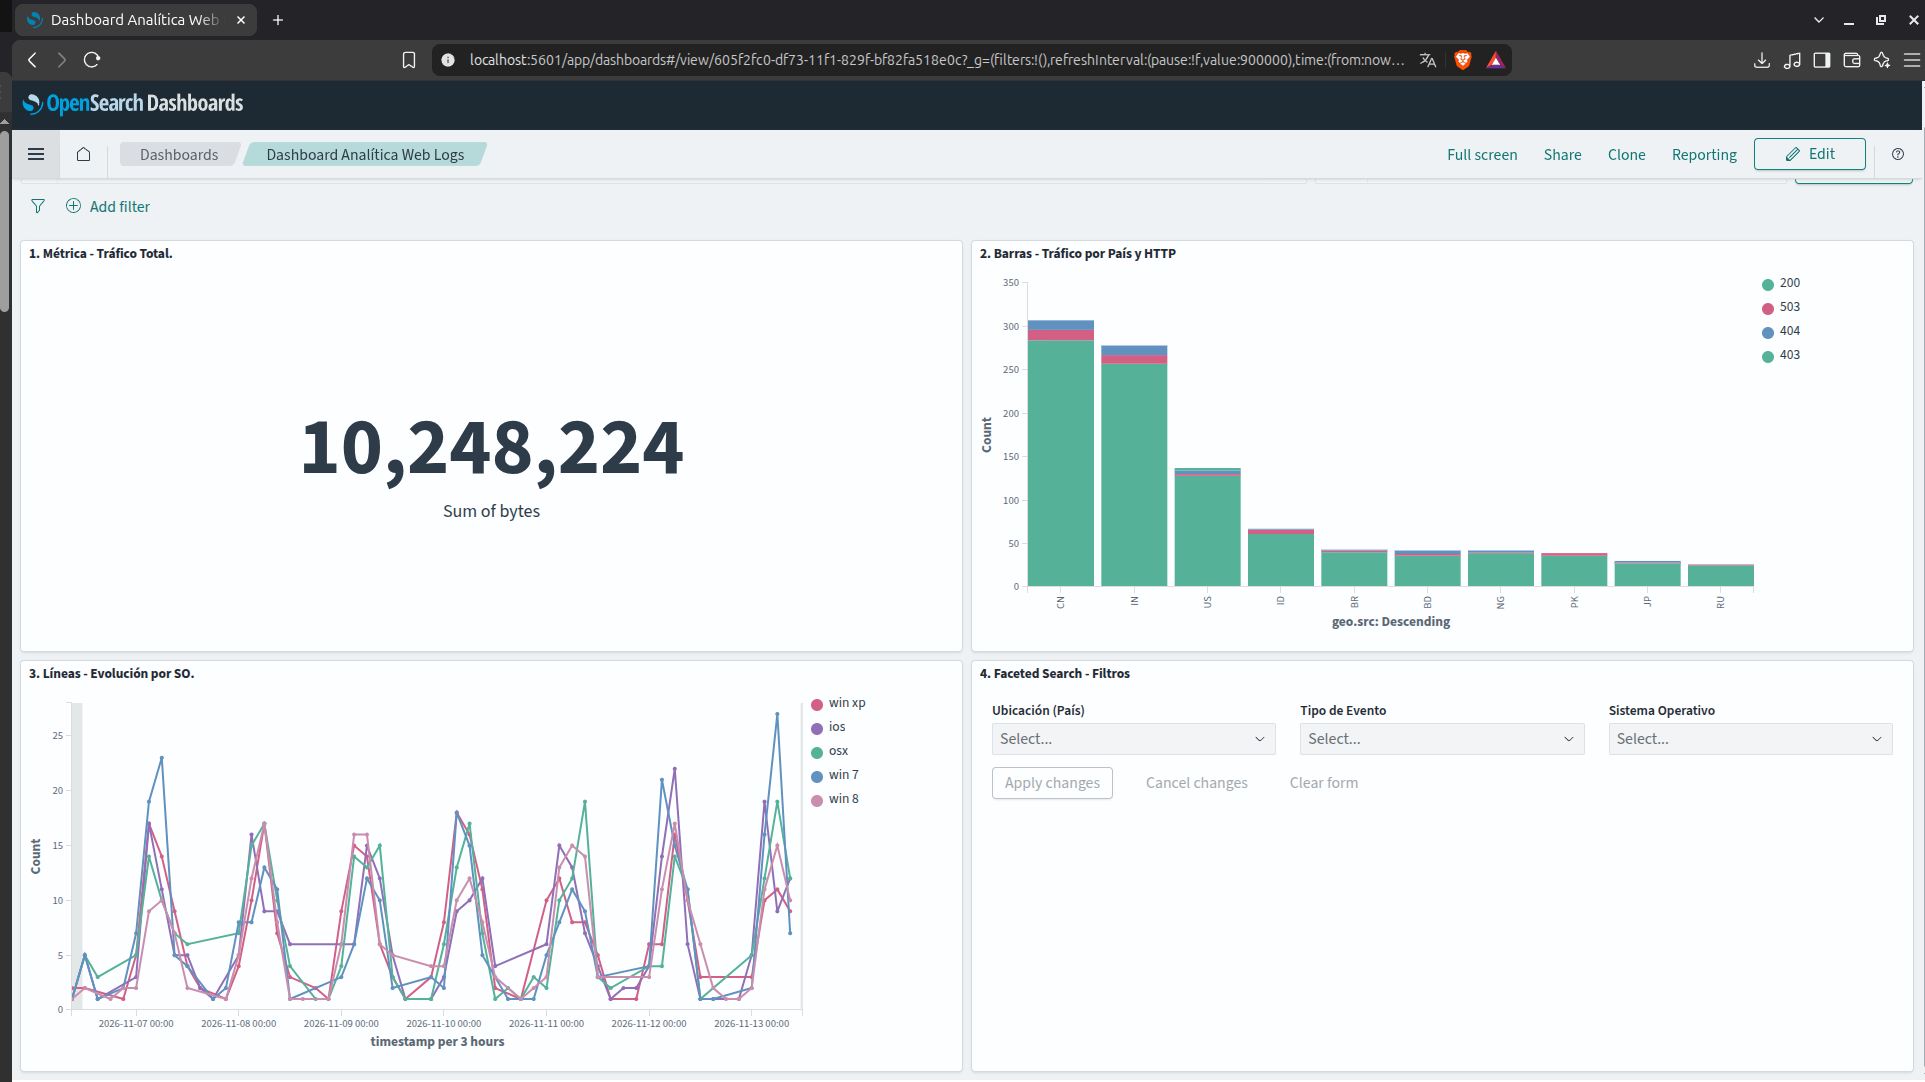 Dashboard Analítica Web
localhost:5601/app/dashboards#/view/605f2fc0-df73-11f1-829f-bf82fa518e0c?_g=(filters:!(),refreshInterval:(pause:!f,value:900000),time:(from:now...
OpenSearch Dashboards
Dashboards
Dashboard Analítica Web Logs
Full screen
Share
Clone
Reporting
Edit
Add filter
1. Métrica - Tráfico Total.
10,248,224
Sum of bytes
2. Barras - Tráfico por País y HTTP
350
300
250
200
150
100
50
0
Count
CN
IN
US
ID
BR
BD
NG
PK
JP
RU
geo.src: Descending
200
503
404
403
3. Líneas - Evolución por SO.
25
20
15
10
5
0
Count
2026-11-07 00:00
2026-11-08 00:00
2026-11-09 00:00
2026-11-10 00:00
2026-11-11 00:00
2026-11-12 00:00
2026-11-13 00:00
timestamp per 3 hours
win xp
ios
osx
win 7
win 8
4. Faceted Search - Filtros
Ubicación (País)
Tipo de Evento
Sistema Operativo
Select...
Select...
Select...
Apply changes
Cancel changes
Clear form